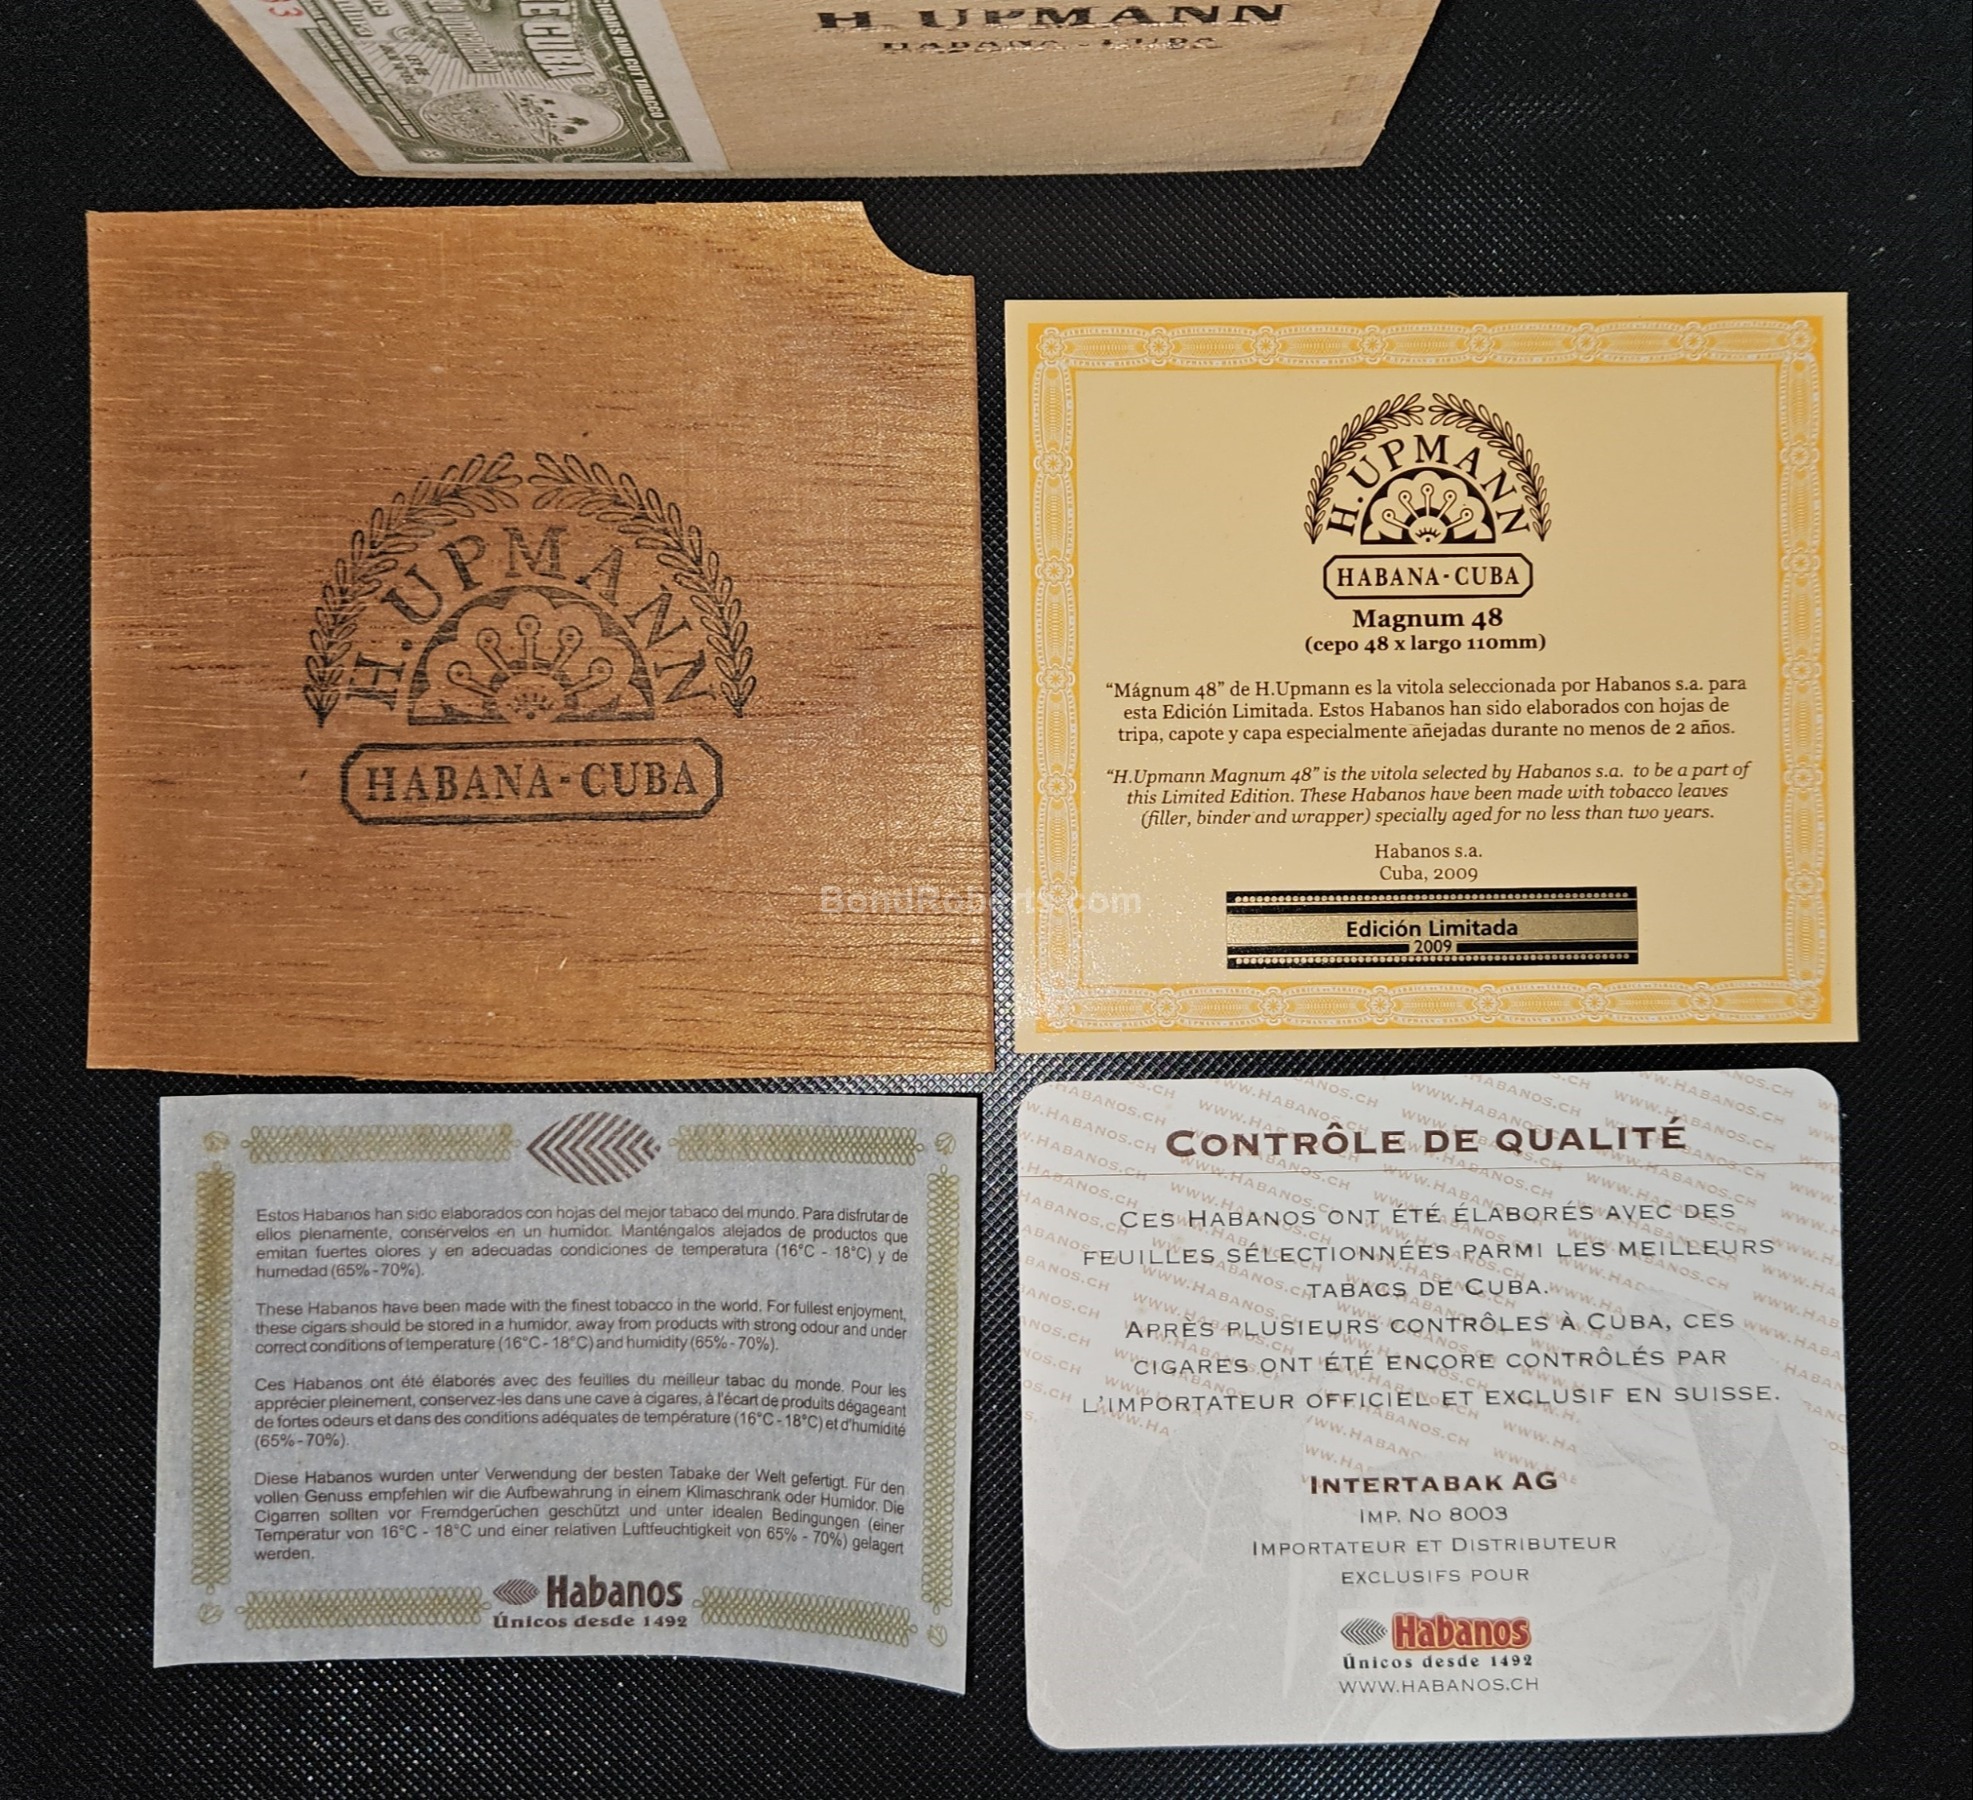 H. UPMANN
HABANA - CUBA
E CUBA
H.UPMANN
HABANA-CUBA
H.UPMANN
HABANA-CUBA
Magnum 48
(cepo 48 x largo 110mm)
“Mágnum 48” de H.Upmann es la vitola seleccionada por Habanos s.a. para
esta Edición Limitada. Estos Habanos han sido elaborados con hojas de
tripa, capote y capa especialmente añejadas durante no menos de 2 años.
“H.Upmann Magnum 48” is the vitola selected by Habanos s.a. to be a part of
this Limited Edition. These Habanos have been made with tobacco leaves
(filler, binder and wrapper) specially aged for no less than two years.
Habanos s.a.
Cuba, 2009
Edición Limitada
2009
BondRoberts.com
Estos Habanos han sido elaborados con hojas del mejor tabaco del mundo. Para disfrutar de
ellos plenamente, consérvelos en un humidor. Manténgalos alejados de productos que
emitan fuertes olores y en adecuadas condiciones de temperatura (16°C - 18°C) y de
humedad (65% - 70%).
These Habanos have been made with the finest tobacco in the world. For fullest enjoyment,
these cigars should be stored in a humidor, away from products with strong odour and under
correct conditions of temperature (16°C - 18°C) and humidity (65% - 70%).
Ces Habanos ont été élaborés avec des feuilles du meilleur tabac du monde. Pour les
apprécier pleinement, conservez-les dans une cave à cigares, à l'écart de produits dégageant
de fortes odeurs et dans des conditions adéquates de température (16°C - 18°C) et d'humidité
(65% - 70%).
Diese Habanos wurden unter Verwendung der besten Tabake der Welt gefertigt. Für den
vollen Genuss empfehlen wir die Aufbewahrung in einem Klimaschrank oder Humidor. Die
Cigarren sollten vor Fremdgerüchen geschützt und unter idealen Bedingungen (einer
Temperatur von 16°C - 18°C und einer relativen Luftfeuchtigkeit von 65% - 70%) gelagert
werden.
Habanos
Únicos desde 1492
CONTRÔLE DE QUALITÉ
CES HABANOS ONT ÉTÉ ÉLABORÉS AVEC DES
FEUILLES SÉLECTIONNÉES PARMI LES MEILLEURS
TABACS DE CUBA.
APRÈS PLUSIEURS CONTRÔLES À CUBA, CES
CIGARES ONT ÉTÉ ENCORE CONTRÔLÉS PAR
L'IMPORTATEUR OFFICIEL ET EXCLUSIF EN SUISSE.
INTERTABAK AG
IMP. NO 8003
IMPORTATEUR ET DISTRIBUTEUR
EXCLUSIFS POUR
Habanos
Únicos desde 1492
WWW.HABANOS.CH